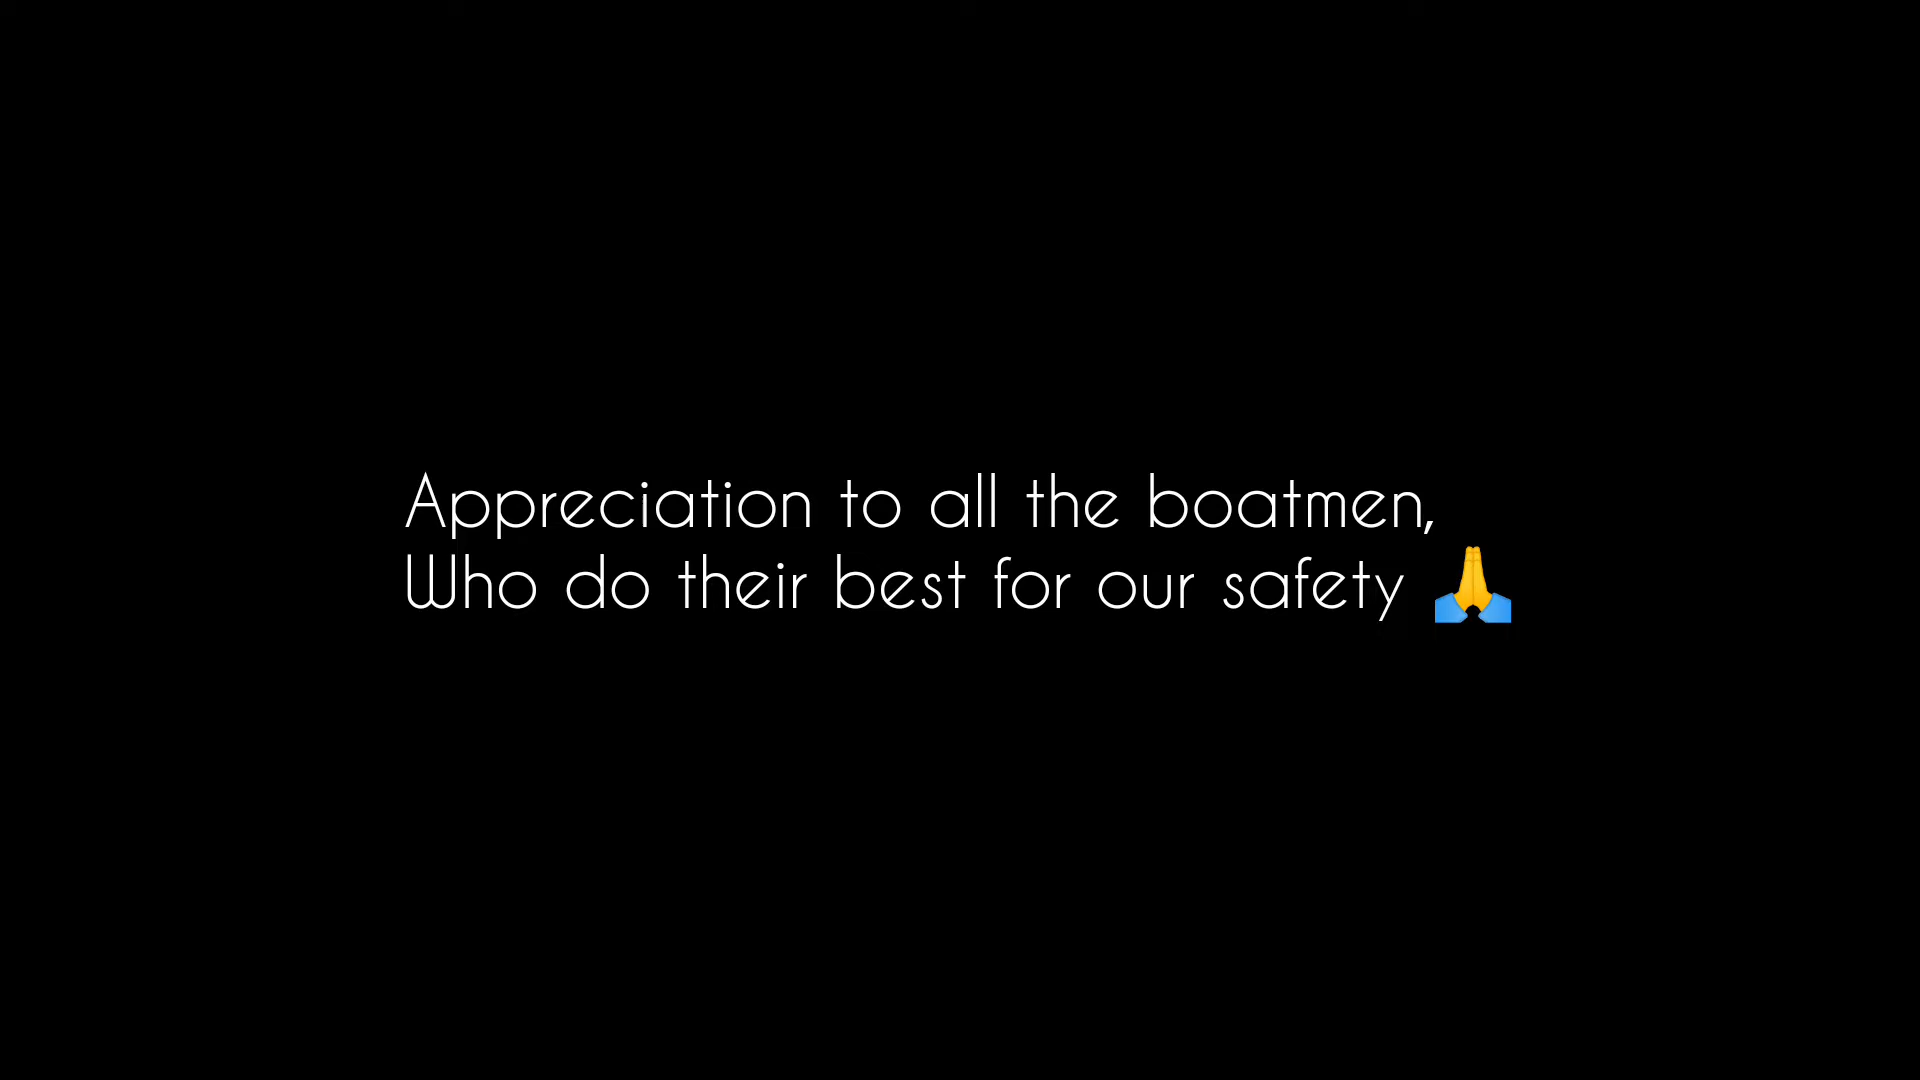 Appreciation to all the boatmen,
Who do their best for our safety 🙏